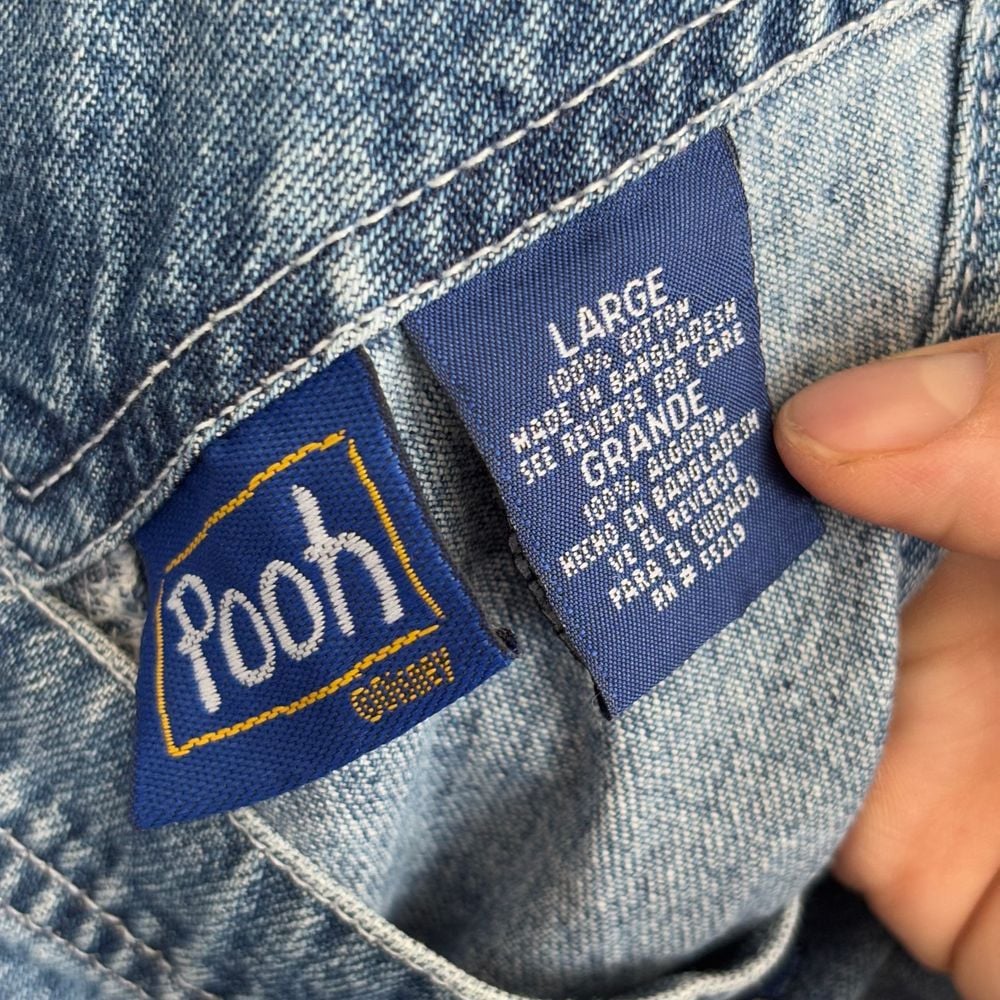 Pooh
©DISNEY
LARGE
100% COTTON
MADE IN BANGLADESH
SEE REVERSE FOR CARE
GRANDE
100% ALGODON
HECHO EN BANGLADESH
VE EL REVERSO
PARA EL CUIDADO
RN# 55219